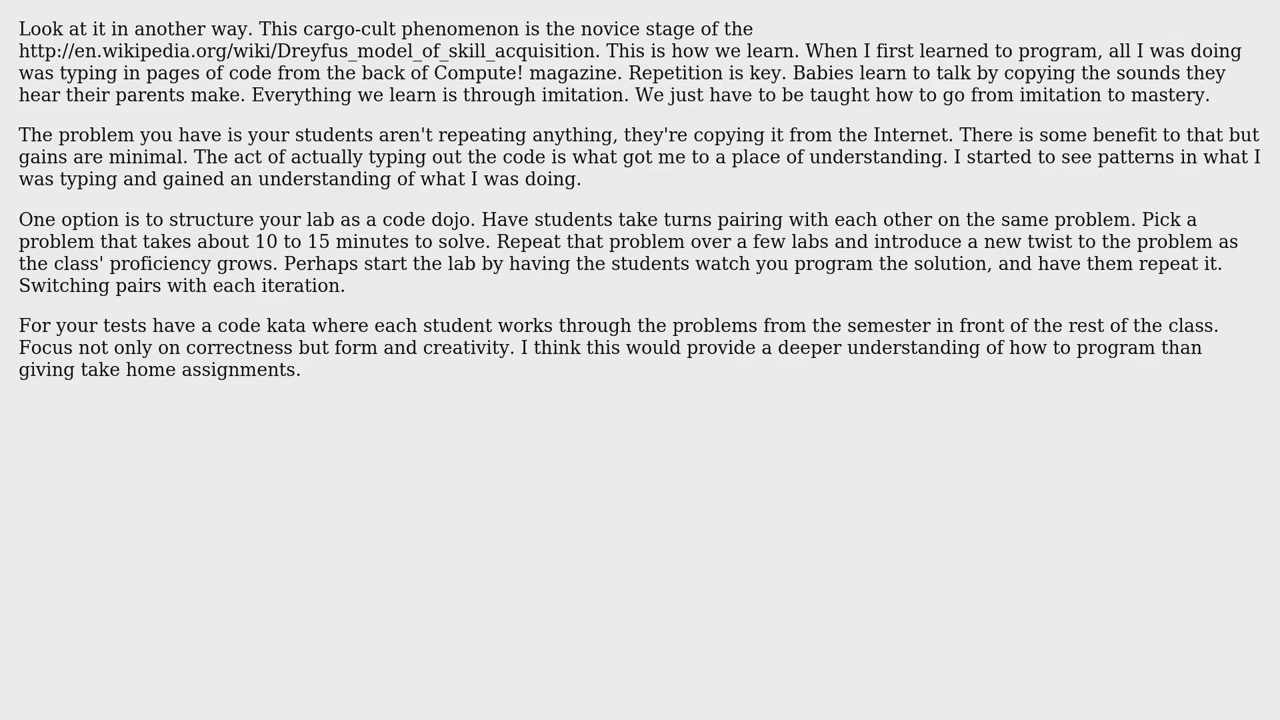 Look at it in another way. This cargo-cult phenomenon is the novice stage of the
http://en.wikipedia.org/wiki/Dreyfus_model_of_skill_acquisition. This is how we learn. When I first learned to program, all I was doing
was typing in pages of code from the back of Compute! magazine. Repetition is key. Babies learn to talk by copying the sounds they
hear their parents make. Everything we learn is through imitation. We just have to be taught how to go from imitation to mastery.
The problem you have is your students aren't repeating anything, they're copying it from the Internet. There is some benefit to that but
gains are minimal. The act of actually typing out the code is what got me to a place of understanding. I started to see patterns in what I
was typing and gained an understanding of what I was doing.
One option is to structure your lab as a code dojo. Have students take turns pairing with each other on the same problem. Pick a
problem that takes about 10 to 15 minutes to solve. Repeat that problem over a few labs and introduce a new twist to the problem as
the class' proficiency grows. Perhaps start the lab by having the students watch you program the solution, and have them repeat it.
Switching pairs with each iteration.
For your tests have a code kata where each student works through the problems from the semester in front of the rest of the class.
Focus not only on correctness but form and creativity. I think this would provide a deeper understanding of how to program than
giving take home assignments.